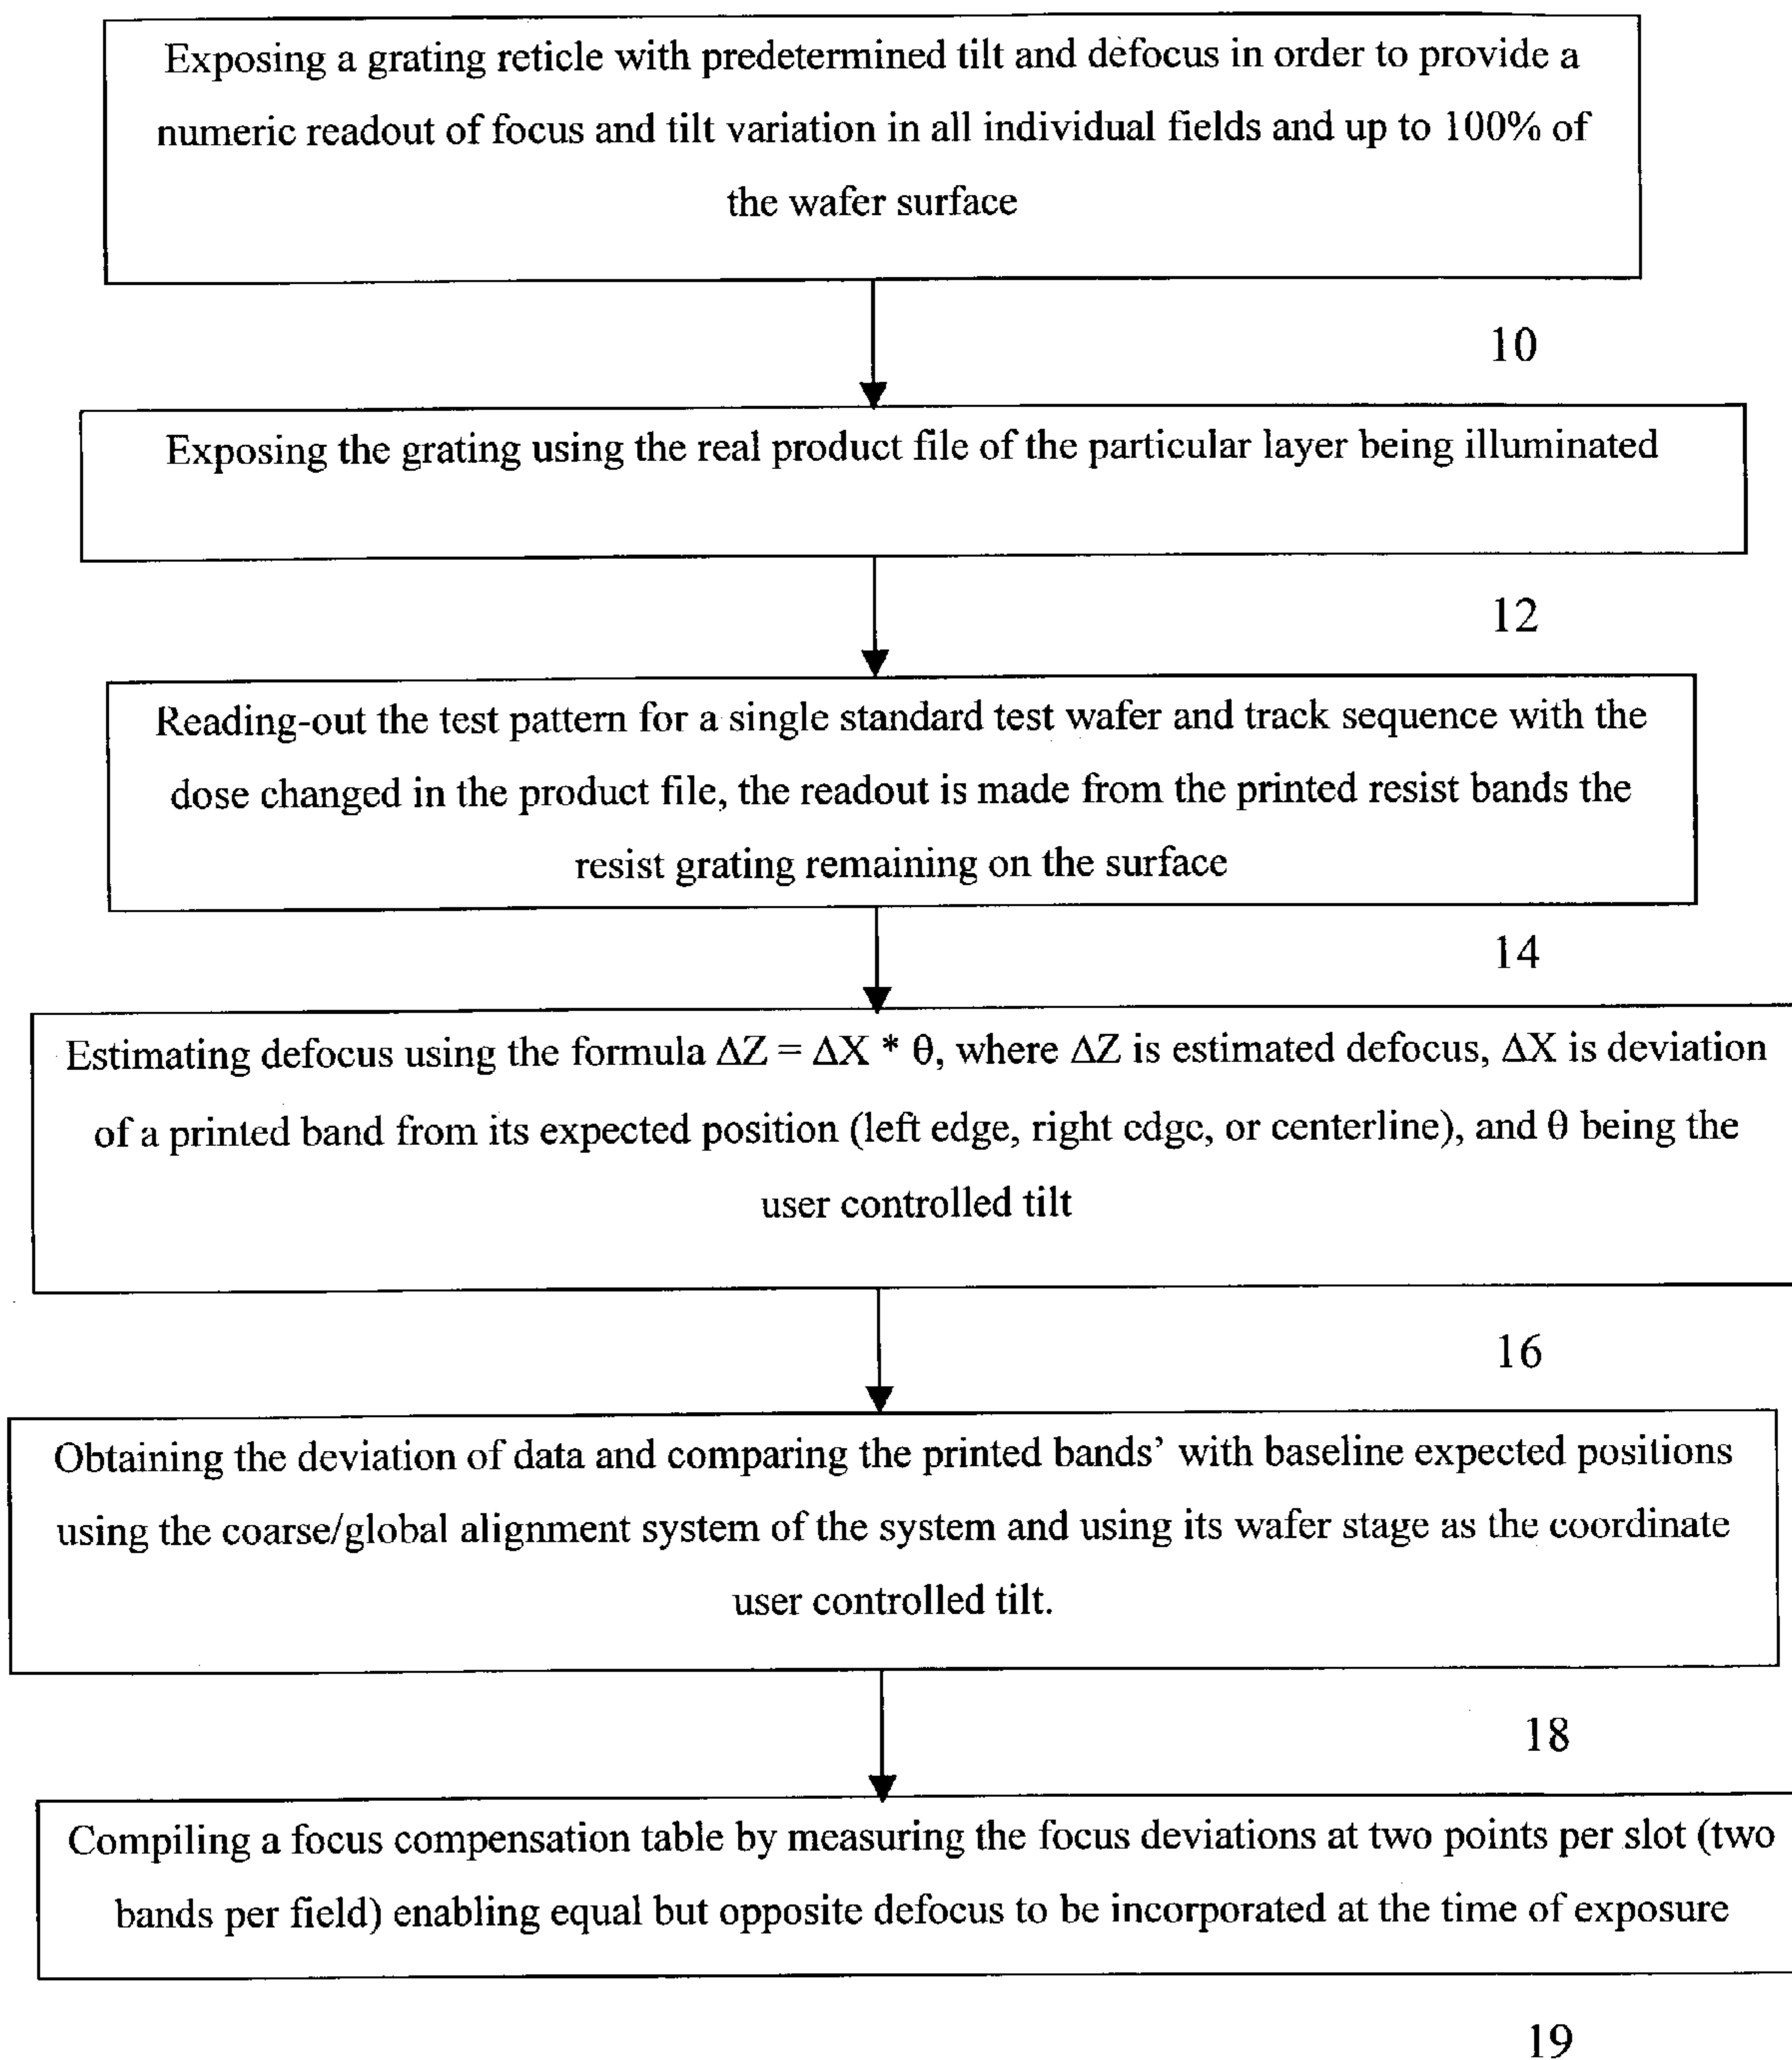 Exposing a grating reticle with predetermined tilt and defocus in order to provide a
numeric readout of focus and tilt variation in all individual fields and up to 100% of
the wafer surface
10
Exposing the grating using the real product file of the particular layer being illuminated
12
Reading-out the test pattern for a single standard test wafer and track sequence with the
dose changed in the product file, the readout is made from the printed resist bands the
resist grating remaining on the surface
14
Estimating defocus using the formula ΔZ = ΔX * θ, where ΔZ is estimated defocus, ΔX is deviation
of a printed band from its expected position (left edge, right edge, or centerline), and θ being the
user controlled tilt
16
Obtaining the deviation of data and comparing the printed bands’ with baseline expected positions
using the coarse/global alignment system of the system and using its wafer stage as the coordinate
user controlled tilt.
18
Compiling a focus compensation table by measuring the focus deviations at two points per slot (two
bands per field) enabling equal but opposite defocus to be incorporated at the time of exposure
19